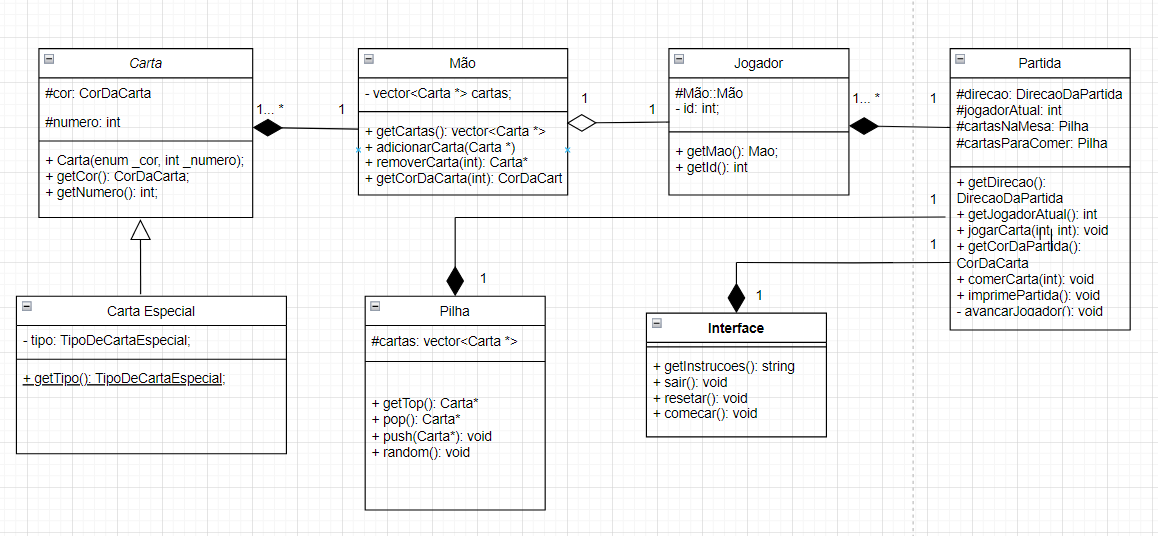 Carta
#cor: CorDaCarta
#numero: int
+ Carta(enum _cor, int _numero);
+ getCor(): CorDaCarta;
+ getNumero(): int;
1... *
1
Mão
- vector<Carta *> cartas;
+ getCartas(): vector<Carta *>
+ adicionarCarta(Carta *)
+ removerCarta(int): Carta*
+ getCorDaCarta(int): CorDaCart
1
1
Jogador
#Mão::Mão
- id: int;
+ getMao(): Mao;
+ getId(): int
1... *
1
Partida
#direcao: DirecaoDaPartida
#jogadorAtual: int
#cartasNaMesa: Pilha
#cartasParaComer: Pilha
+ getDirecao():
DirecaoDaPartida
+ getJogadorAtual(): int
+ jogarCarta(int, int): void
+ getCorDaPartida():
CorDaCarta
+ comerCarta(int): void
+ imprimePartida(): void
- avancarJogador(): void
1
1
1
1
Carta Especial
- tipo: TipoDeCartaEspecial;
+ getTipo(): TipoDeCartaEspecial;
Pilha
#cartas: vector<Carta *>
+ getTop(): Carta*
+ pop(): Carta*
+ push(Carta*): void
+ random(): void
Interface
+ getInstrucoes(): string
+ sair(): void
+ resetar(): void
+ comecar(): void